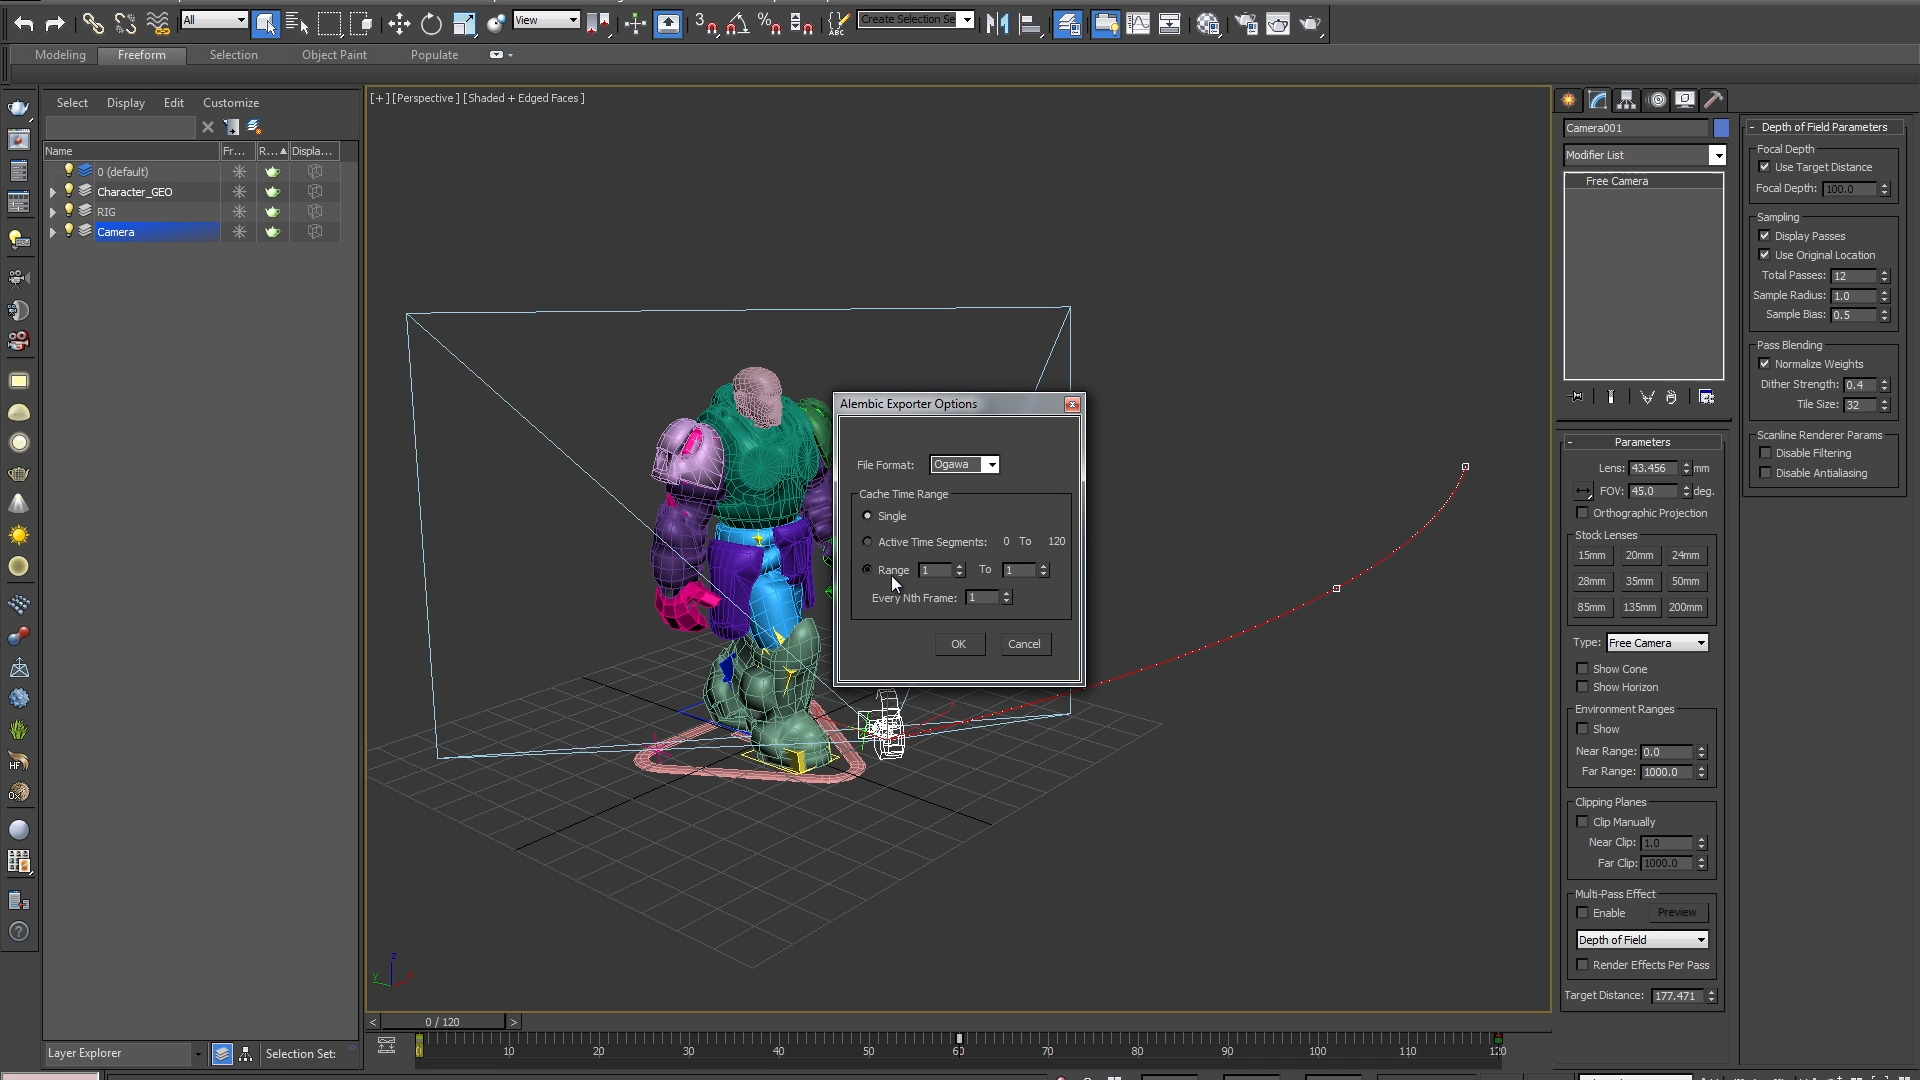 All
View
3
Create Selection Se
ABC
Modeling Freeform Selection Object Paint Populate
Select Display Edit Customize
[+][Perspective][Shaded + Edged Faces]
Name Fr... R... Displa...
0 (default)
Character_GEO
RIG
Camera
Alembic Exporter Options
File Format: Ogawa
Cache Time Range
Single
Active Time Segments: 0 To 120
Range 1 To 1
Every Nth Frame: 1
OK Cancel
Camera001
Modifier List
Free Camera
- Parameters
Lens: 43.456 mm
FOV: 45.0 deg.
Orthographic Projection
Stock Lenses
15mm 20mm 24mm
28mm 35mm 50mm
85mm 135mm 200mm
Type: Free Camera
Show Cone
Show Horizon
Environment Ranges
Show
Near Range: 0.0
Far Range: 1000.0
Clipping Planes
Clip Manually
Near Clip: 1.0
Far Clip: 1000.0
Multi-Pass Effect
Enable Preview
Depth of Field
Render Effects Per Pass
Target Distance: 177.471
- Depth of Field Parameters
Focal Depth
Use Target Distance
Focal Depth: 100.0
Sampling
Display Passes
Use Original Location
Total Passes: 12
Sample Radius: 1.0
Sample Bias: 0.5
Pass Blending
Normalize Weights
Dither Strength: 0.4
Tile Size: 32
Scanline Renderer Params
Disable Filtering
Disable Antialiasing
HF
z
y
< 0 / 120 >
Layer Explorer Selection Set:
0 10 20 30 40 50 60 70 80 90 100 110 120